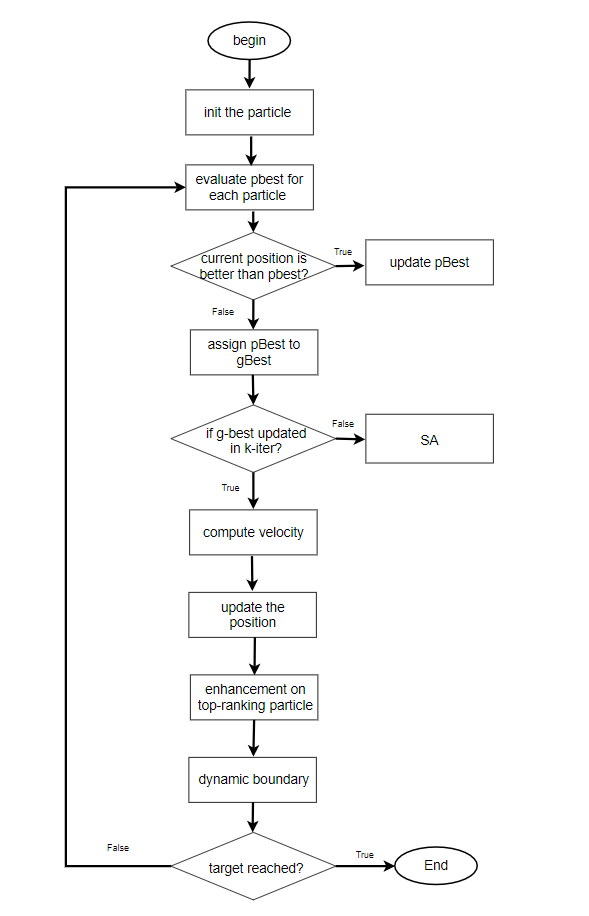 begin
init the particle
evaluate pbest for
each particle
current position is
better than pbest?
True
update pBest
False
assign pBest to
gBest
if g-best updated
in k-iter?
False
SA
True
compute velocity
update the
position
enhancement on
top-ranking particle
dynamic boundary
False
target reached?
True
End